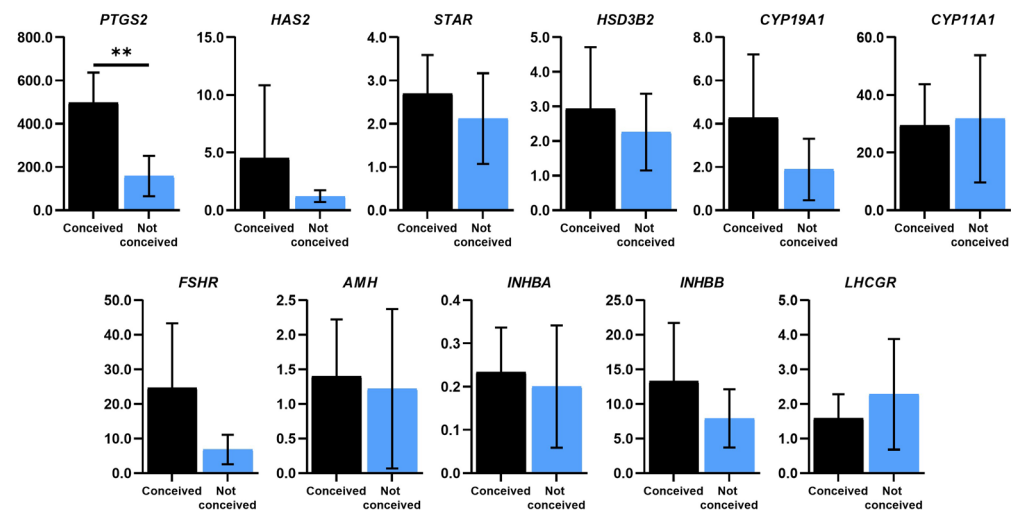 PTGS2 HAS2 STAR HSD3B2 CYP19A1 CYP11A1
800.0 15.0 4.0 5.0 8.0 60.0
**
600.0 10.0 3.0 4.0 6.0 40.0
400.0 5.0 2.0 3.0 4.0 20.0
200.0 0.0 1.0 2.0 2.0 0.0
0.0 0.0 1.0 0.0
0.0
Conceived Not Conceived Not Conceived Not Conceived Not Conceived Not Conceived Not
conceived conceived conceived conceived conceived conceived
FSHR AMH INHBA INHBB LHCGR
50.0 2.5 0.4 25.0 5.0
40.0 2.0 0.3 20.0 4.0
30.0 1.5 0.2 15.0 3.0
20.0 1.0 0.1 10.0 2.0
10.0 0.5 0.0 5.0 1.0
0.0 0.0 0.0 0.0
Conceived Not Conceived Not Conceived Not Conceived Not Conceived Not
conceived conceived conceived conceived conceived